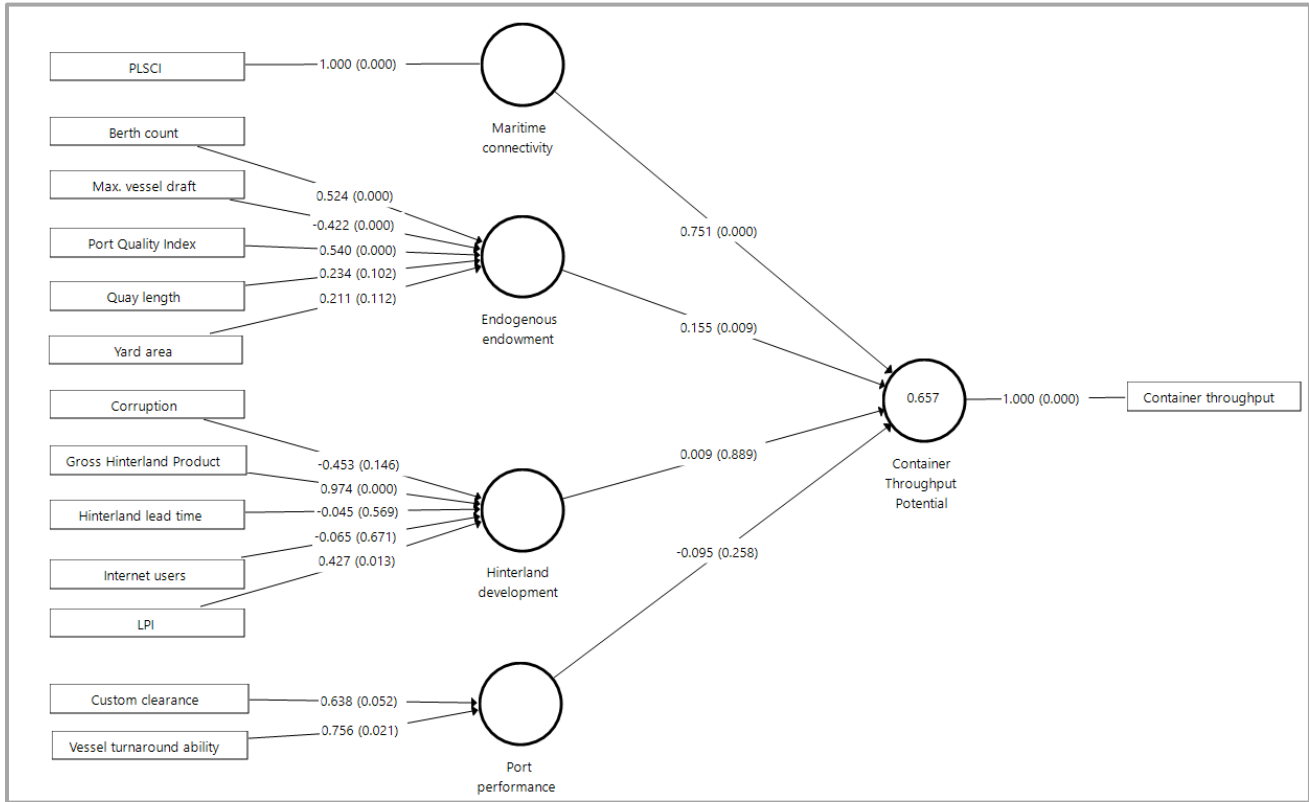 PLSCI
1.000 (0.000)
Maritime
connectivity
Berth count
Max. vessel draft
Port Quality Index
Quay length
Yard area
0.524 (0.000)
-0.422 (0.000)
0.540 (0.000)
0.234 (0.102)
0.211 (0.112)
Endogenous
endowment
Corruption
Gross Hinterland Product
Hinterland lead time
Internet users
LPI
-0.453 (0.146)
0.974 (0.000)
-0.045 (0.569)
-0.065 (0.671)
0.427 (0.013)
Hinterland
development
Custom clearance
Vessel turnaround ability
0.638 (0.052)
0.756 (0.021)
Port
performance
0.751 (0.000)
0.155 (0.009)
0.009 (0.889)
-0.095 (0.258)
0.657
Container
Throughput
Potential
1.000 (0.000)
Container throughput